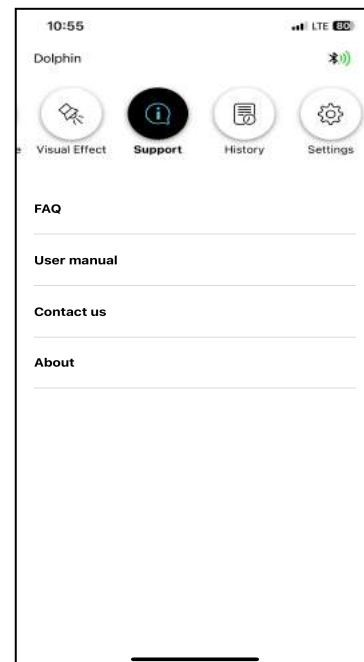 10:55 LTE 80
Dolphin
e Visual Effect Support History Settings
FAQ
User manual
Contact us
About